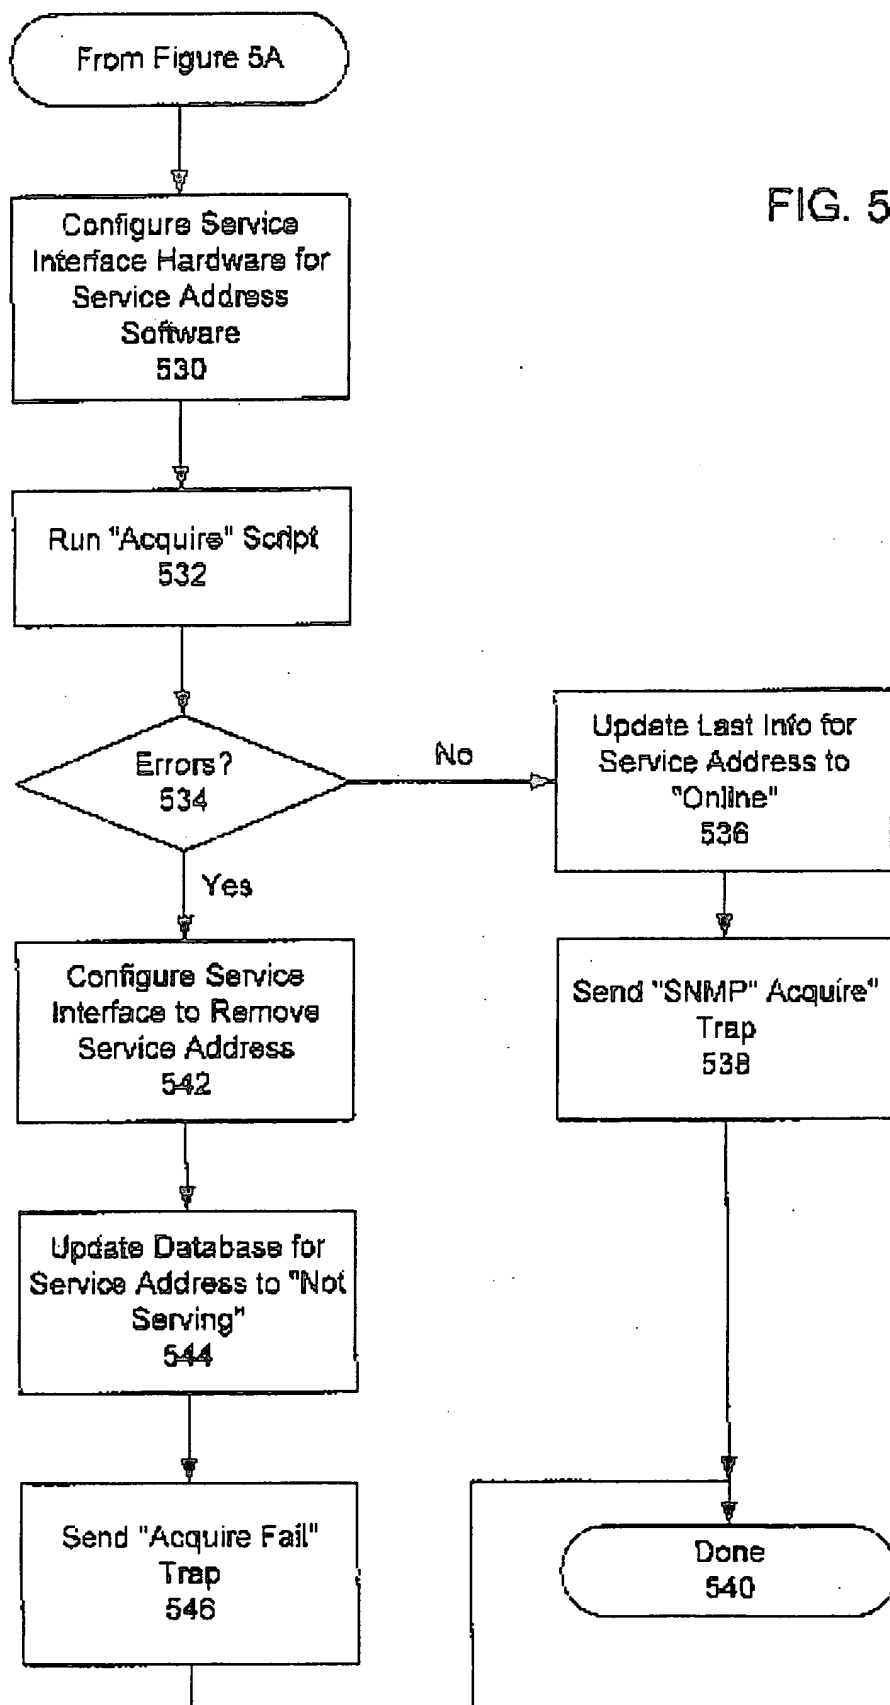 From Figure 5A
FIG. 5
Configure Service
Interface Hardware for
Service Address
Software
530
Run "Acquire" Script
532
Errors?
534
No
Yes
Update Last Info for
Service Address to
"Online"
536
Send "SNMP" Acquire"
Trap
538
Configure Service
Interface to Remove
Service Address
542
Update Database for
Service Address to "Not
Serving"
544
Send "Acquire Fail"
Trap
546
Done
540